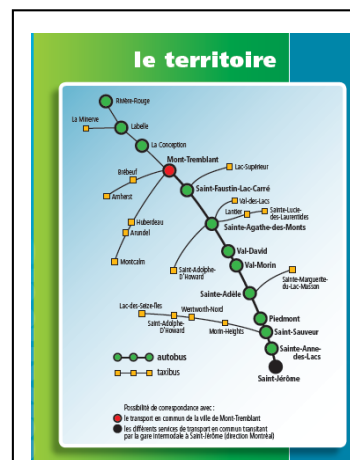 le territoire
Rivière-Rouge
La Minerve
Labelle
La Conception
Mont-Tremblant
Lac-Supérieur
Brébeuf
Saint-Faustin-Lac-Carré
Amherst
Val-des-Lacs
Lantier
Sainte-Lucie-
des-Laurentides
Huberdeau
Sainte-Agathe-des-Monts
Arundel
Val-David
Montcalm
Val-Morin
Saint-Adolphe-
D'Howard
Sainte-Marguerite-
du-Lac-Masson
Sainte-Adèle
Lac-des-Seize-Îles
Wentworth-Nord
Piedmont
Saint-Adolphe-
D'Howard
Morin-Heights
Saint-Sauveur
Sainte-Anne-
des-Lacs
autobus
taxibus
Saint-Jérôme
Possibilité de correspondance avec :
le transport en commun de la ville de Mont-Tremblant
les différents services de transport en commun transitant
par la gare intermodale à Saint-Jérôme (direction Montréal)